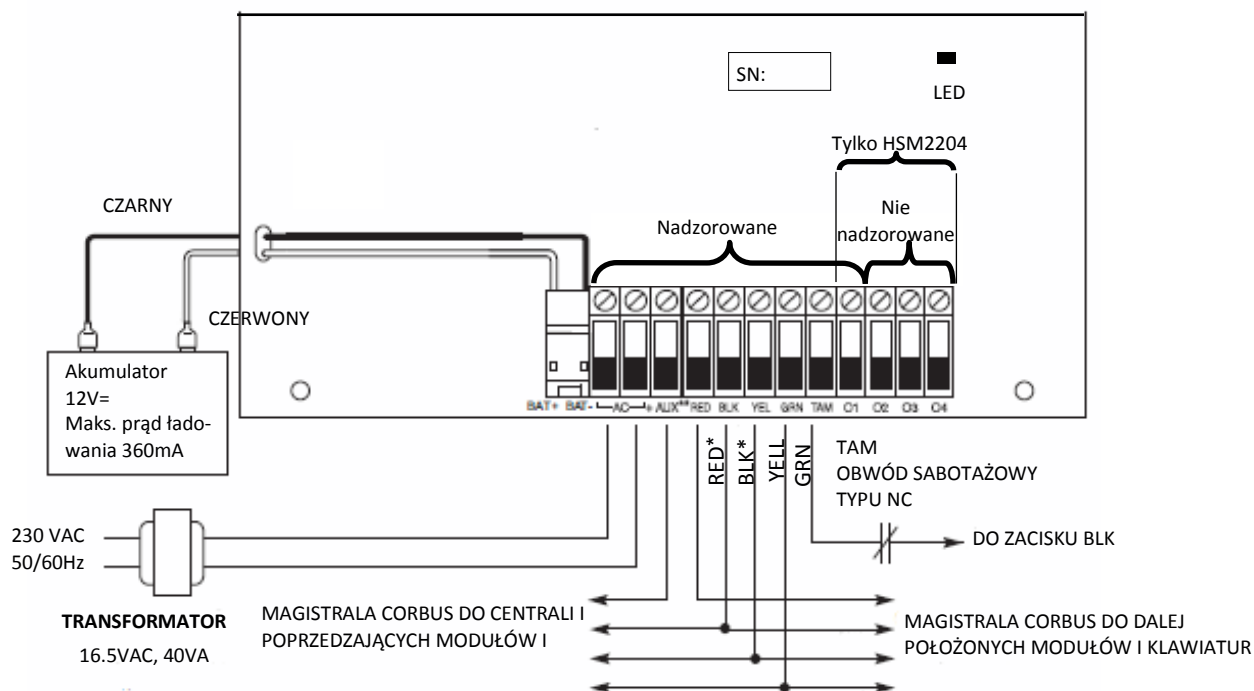 SN:
LED
Tylko HSM2204
CZARNY
Nadzorowane
Nie
nadzorowane
CZERWONY
Akumulator
12V=
Maks. prąd łado-
wania 360mA
BAT+ BAT- AC + AUX** RED BLK YEL GRN TAM O1 O2 O3 O4
RED*
BLK*
YELL
GRN
TAM
OBWÓD SABOTAŻOWY
TYPU NC
230 VAC
50/60Hz
DO ZACISKU BLK
TRANSFORMATOR
16.5VAC, 40VA
MAGISTRALA CORBUS DO CENTRALI I
POPRZEDZAJĄCYCH MODUŁÓW I
MAGISTRALA CORBUS DO DALEJ
POŁOŻONYCH MODUŁÓW I KLAWIATUR